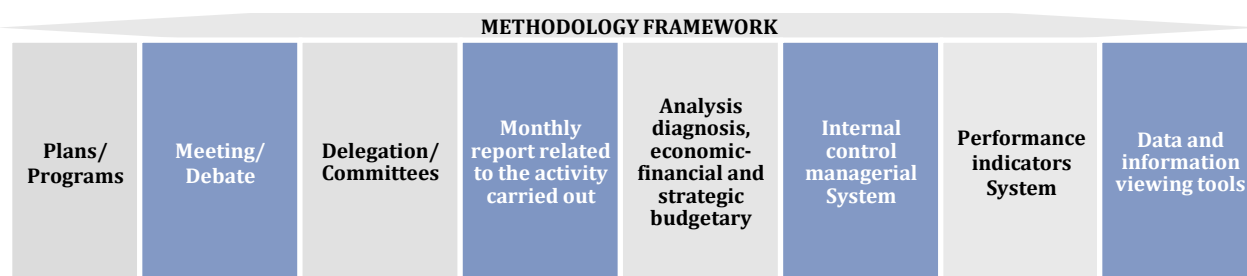 METHODOLOGY FRAMEWORK
Plans/
Programs
Meeting/
Debate
Delegation/
Committees
Monthly
report related
to the activity
carried out
Analysis
diagnosis,
economic-
financial and
strategic
budgetary
Internal
control
managerial
System
Performance
indicators
System
Data and
information
viewing tools